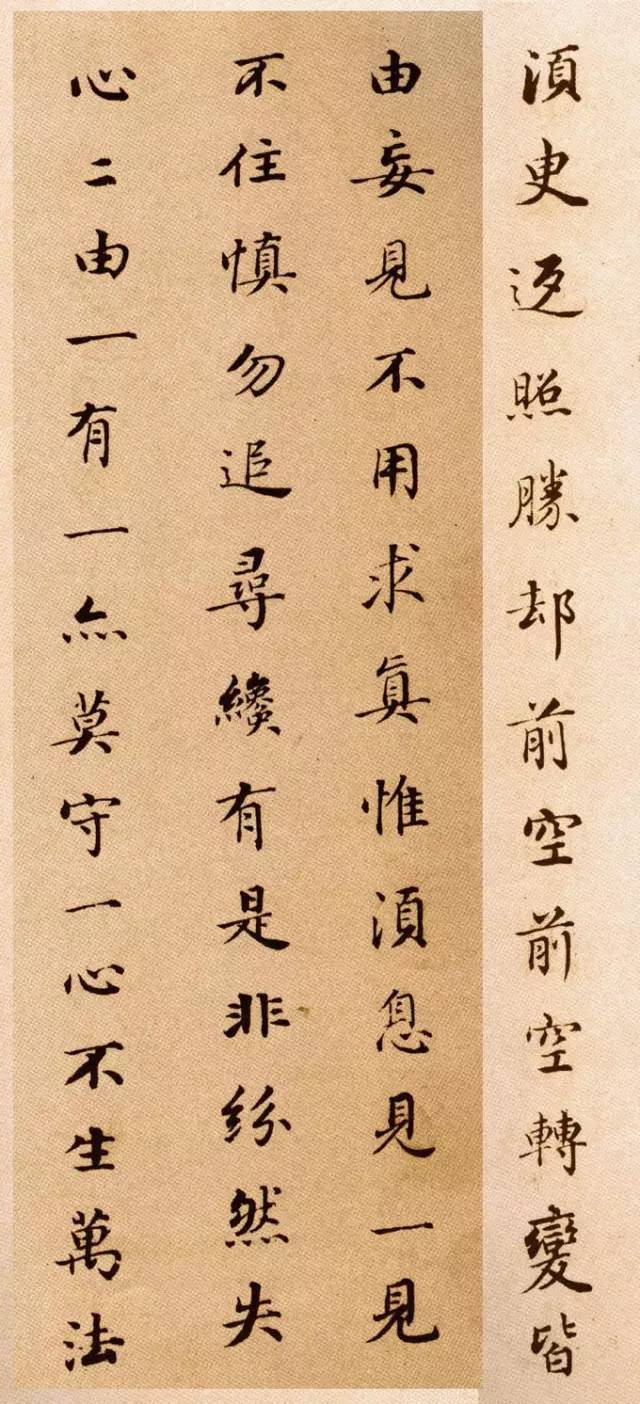 須臾返照勝却前空前空轉變皆
由妄見不用求真惟須息見一見
不住慎勿追尋纔有是非紛然失
心二由一有一亦莫守一心不生萬法